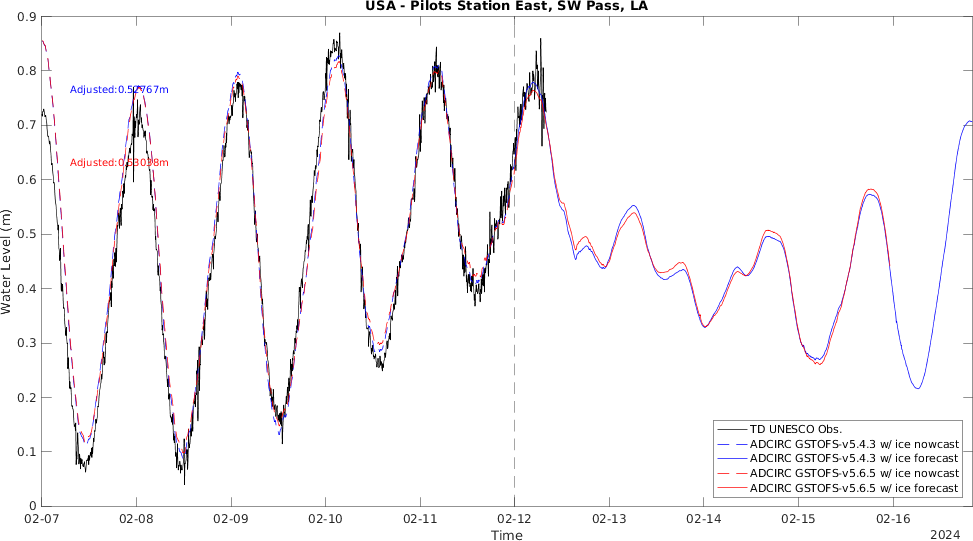 USA - Pilots Station East, SW Pass, LA
0.9
0.8
Adjusted:0.52767m
0.7
Adjusted:0.53038m
0.6
0.5
Water Level (m)
0.4
0.3
0.2
0.1
0
TD UNESCO Obs.
ADCIRC GSTOFS-v5.4.3 w/ ice nowcast
ADCIRC GSTOFS-v5.4.3 w/ ice forecast
ADCIRC GSTOFS-v5.6.5 w/ ice nowcast
ADCIRC GSTOFS-v5.6.5 w/ ice forecast
02-07 02-08 02-09 02-10 02-11 02-12 02-13 02-14 02-15 02-16
Time
2024